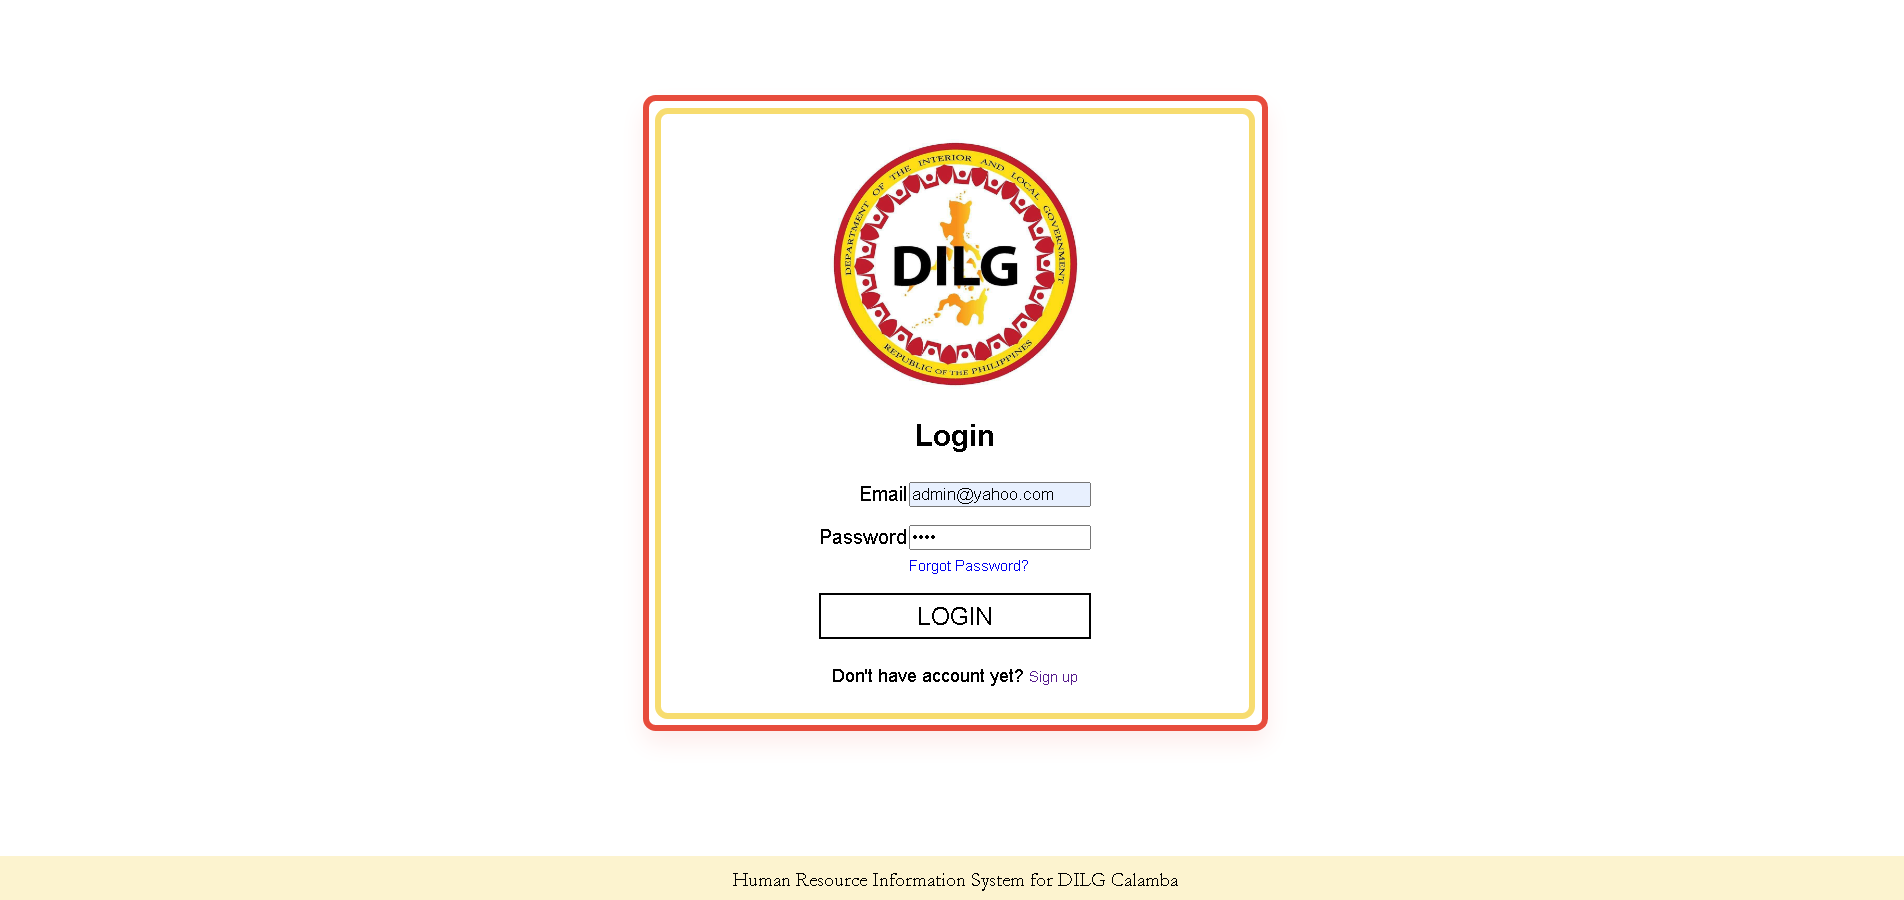 DEPARTMENT OF THE INTERIOR AND LOCAL GOVERNMENT
DILG
REPUBLIC OF THE PHILIPPINES
Login
Email admin@yahoo.com
Password ••••
Forgot Password?
LOGIN
Don't have account yet? Sign up
Human Resource Information System for DILG Calamba